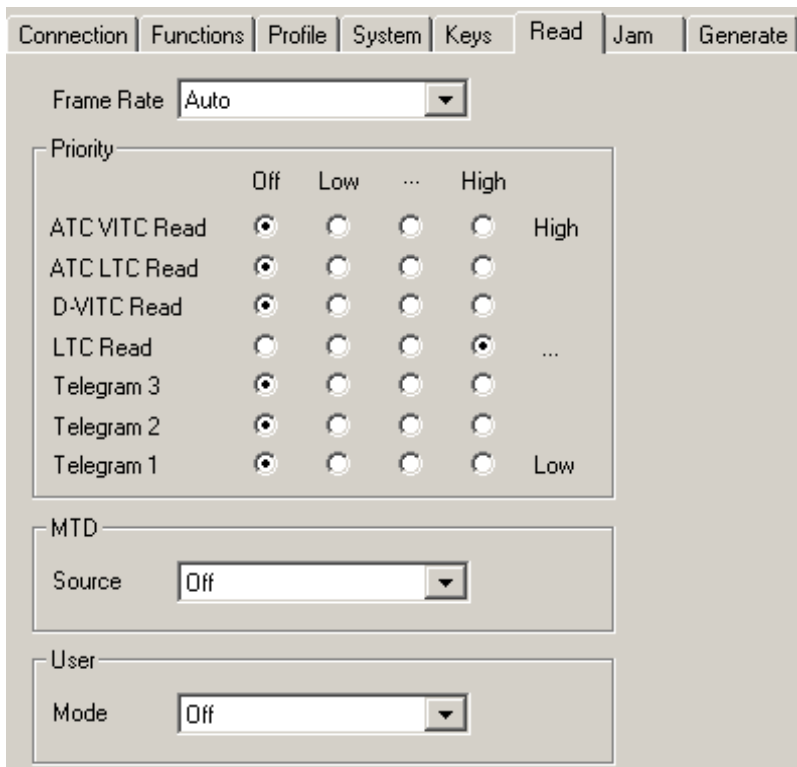 Connection Functions Profile System Keys Read Jam Generate
Frame Rate Auto
Priority
Off Low ... High
ATC VITC Read High
ATC LTC Read
D-VITC Read
LTC Read ...
Telegram 3
Telegram 2
Telegram 1 Low
MTD
Source Off
User
Mode Off